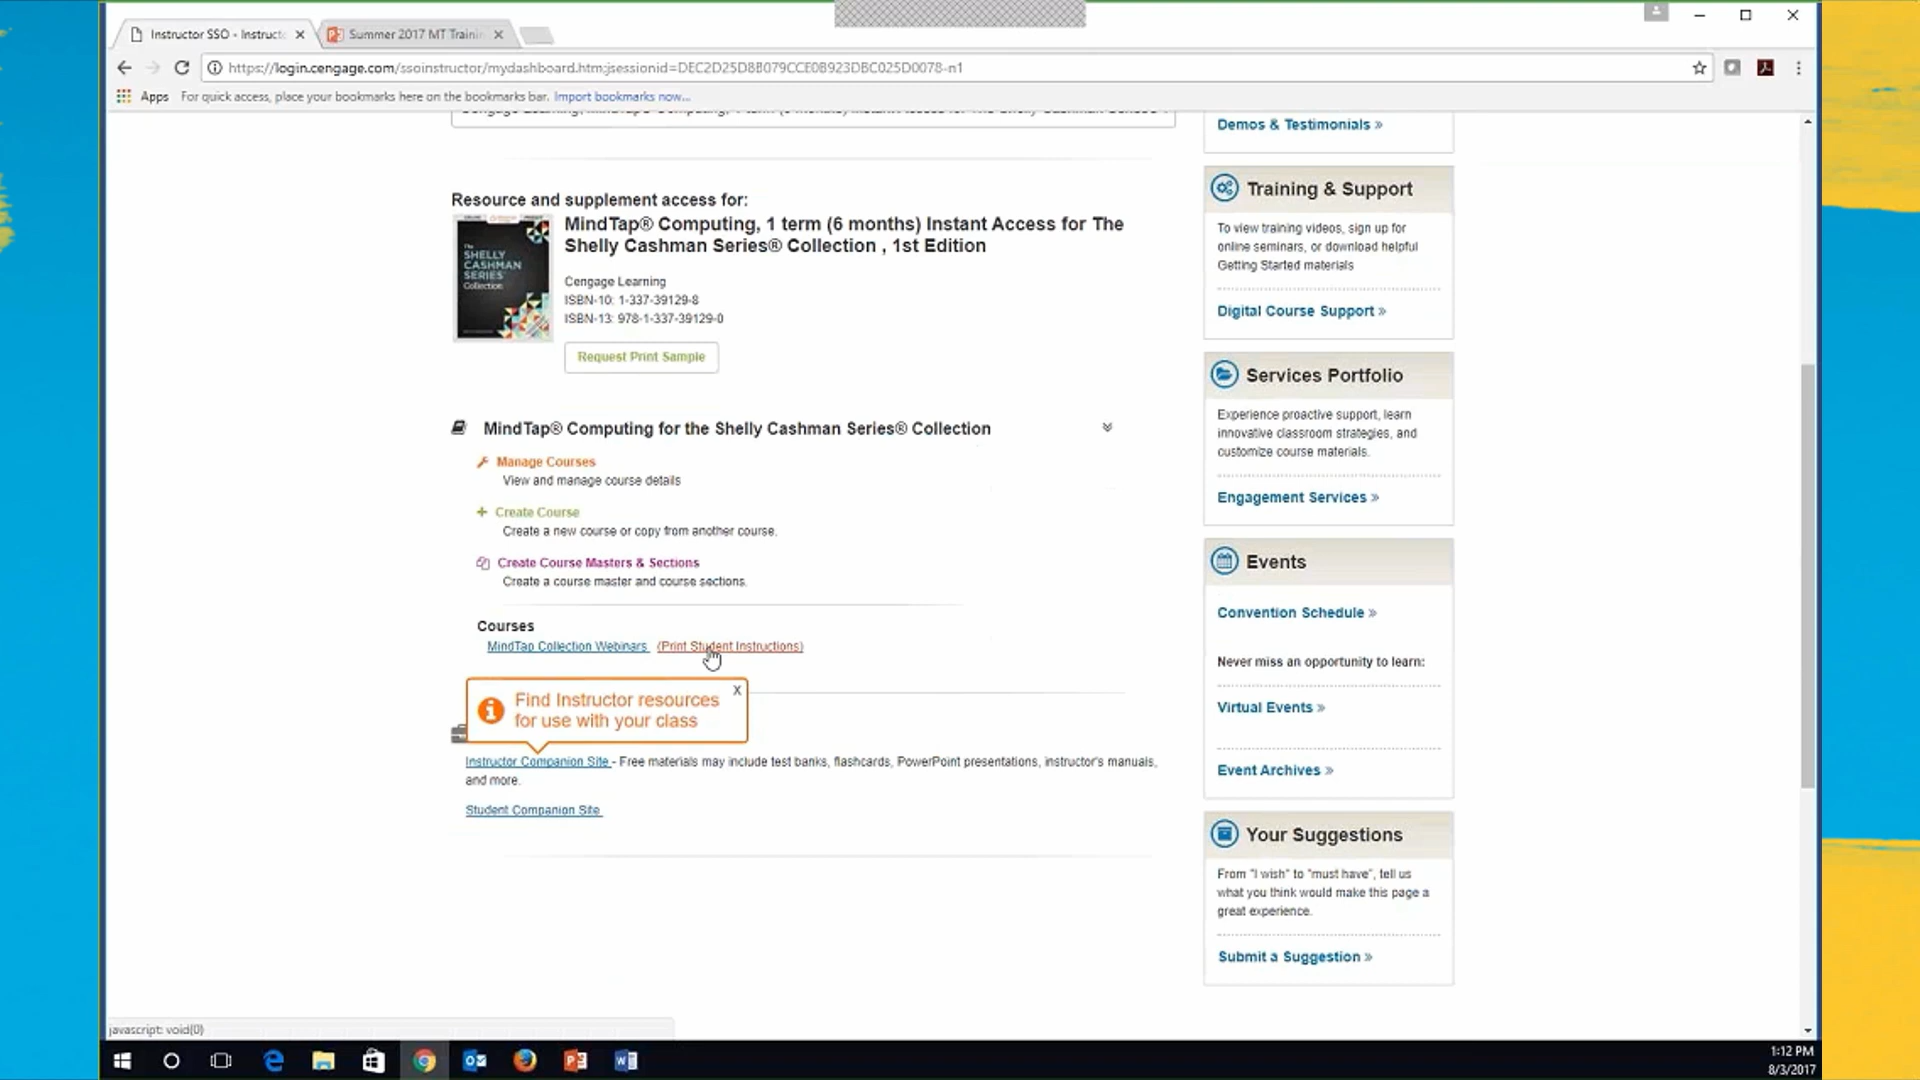 Instructor SSO - Instructo
Summer 2017 MT Trainin
https://login.cengage.com/ssoinstructor/mydashboard.htm;jsessionid=DEC2D25D8B079CCE0B923DBC025D0078-n1
Apps For quick access, place your bookmarks here on the bookmarks bar. Import bookmarks now...
Demos & Testimonials »
Resource and supplement access for:
MindTap® Computing, 1 term (6 months) Instant Access for The
Shelly Cashman Series® Collection , 1st Edition
THE
SHELLY
CASHMAN
SERIES
Collection
Cengage Learning
ISBN-10: 1-337-39129-8
ISBN-13: 978-1-337-39129-0
Request Print Sample
MindTap® Computing for the Shelly Cashman Series® Collection
Manage Courses
View and manage course details
Create Course
Create a new course or copy from another course.
Create Course Masters & Sections
Create a course master and course sections.
Courses
MindTap Collection Webinars (Print Student Instructions)
Find Instructor resources
for use with your class
X
Instructor Companion Site - Free materials may include test banks, flashcards, PowerPoint presentations, instructor's manuals,
and more.
Student Companion Site
Training & Support
To view training videos, sign up for
online seminars, or download helpful
Getting Started materials
Digital Course Support »
Services Portfolio
Experience proactive support, learn
innovative classroom strategies, and
customize course materials.
Engagement Services »
Events
Convention Schedule »
Never miss an opportunity to learn:
Virtual Events »
Event Archives »
Your Suggestions
From "I wish" to "must have", tell us
what you think would make this page a
great experience.
Submit a Suggestion »
javascript: void(0)
1:12 PM
8/3/2017